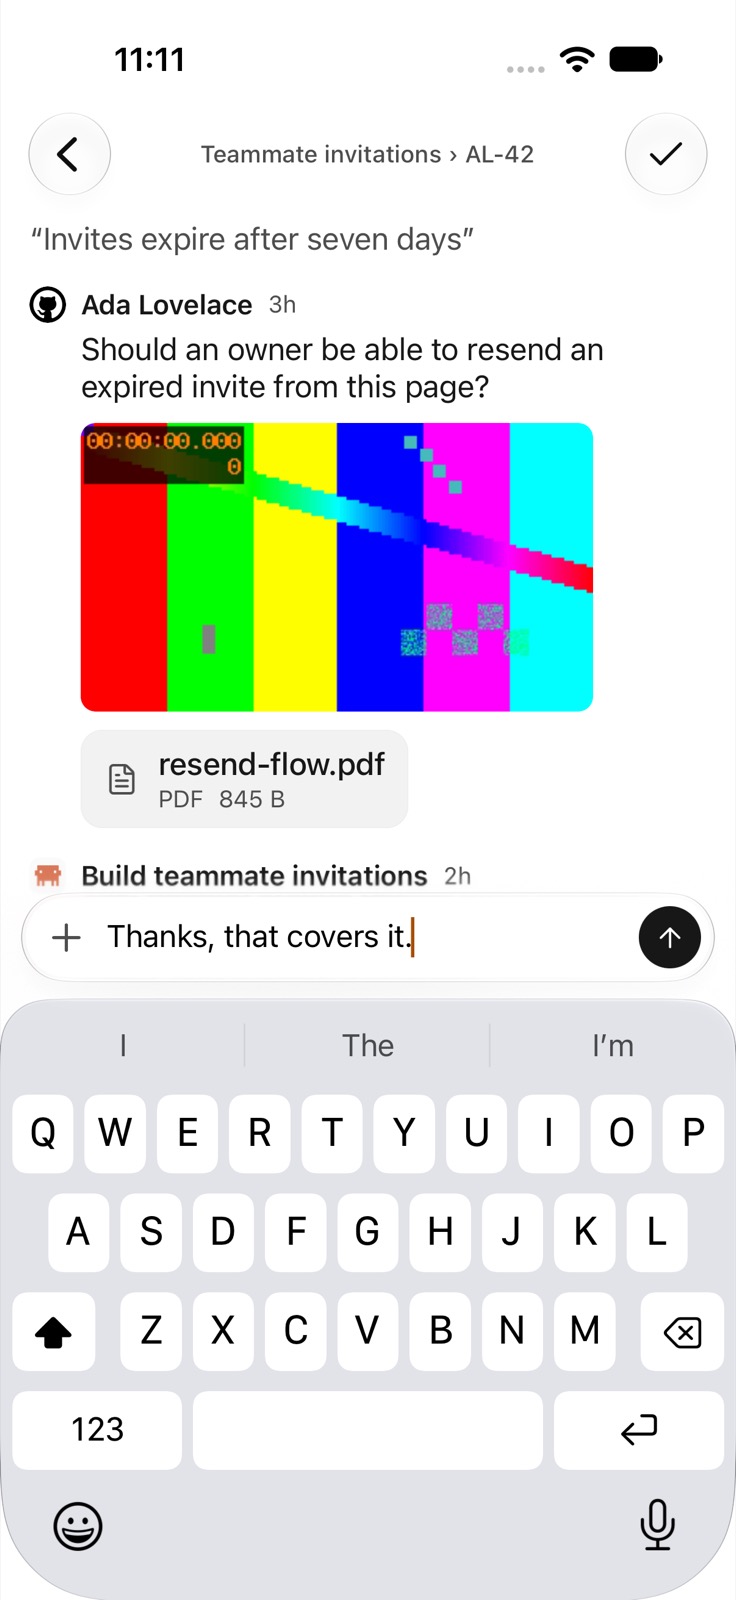 11:11
Teammate invitations › AL-42
“Invites expire after seven days”
Ada Lovelace 3h
Should an owner be able to resend an
expired invite from this page?
00:00:00.000
0
resend-flow.pdf
PDF 845 B
Build teammate invitations 2h
Thanks, that covers it.
I The I’m
Q W E R T Y U I O P
A S D F G H J K L
Z X C V B N M
123